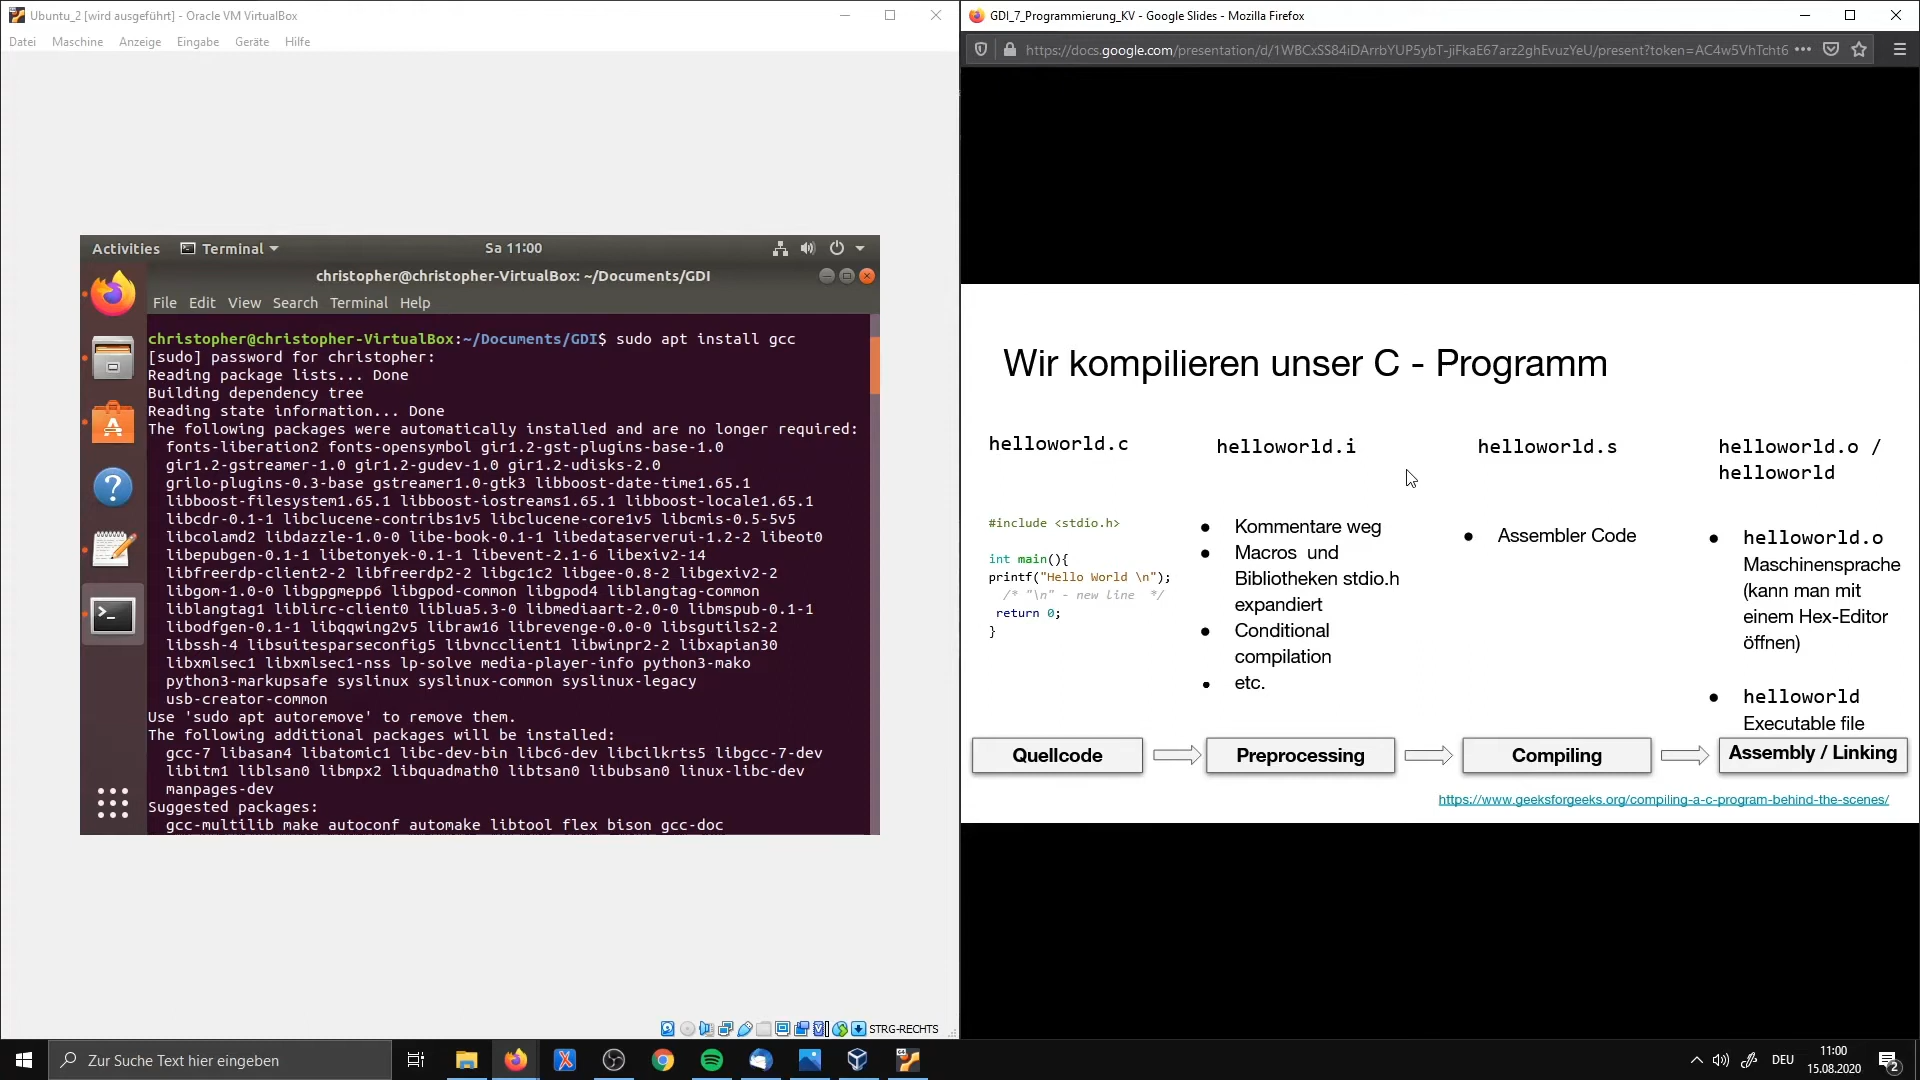 Ubuntu_2 [wird ausgeführt] - Oracle VM VirtualBox
Datei Maschine Anzeige Eingabe Geräte Hilfe
Activities Terminal Sa 11:00
christopher@christopher-VirtualBox: ~/Documents/GDI
File Edit View Search Terminal Help
christopher@christopher-VirtualBox:~/Documents/GDI$ sudo apt install gcc
[sudo] password for christopher:
Reading package lists... Done
Building dependency tree
Reading state information... Done
The following packages were automatically installed and are no longer required:
fonts-liberation2 fonts-opensymbol gir1.2-gst-plugins-base-1.0
gir1.2-gstreamer-1.0 gir1.2-gudev-1.0 gir1.2-udisks-2.0
grilo-plugins-0.3-base gstreamer1.0-gtk3 libboost-date-time1.65.1
libboost-filesystem1.65.1 libboost-iostreams1.65.1 libboost-locale1.65.1
libcdr-0.1-1 libclucene-contribs1v5 libclucene-core1v5 libcmis-0.5-5v5
libcolamd2 libdazzle-1.0-0 libe-book-0.1-1 libedataserverui-1.2-2 libeot0
libepubgen-0.1-1 libetonyek-0.1-1 libevent-2.1-6 libexiv2-14
libfreerdp-client2-2 libfreerdp2-2 libgc1c2 libgee-0.8-2 libgexiv2-2
libgom-1.0-0 libgpgmepp6 libgpod-common libgpod4 liblangtag-common
liblangtag1 liblirc-client0 liblua5.3-0 libmediaart-2.0-0 libmspub-0.1-1
libodfgen-0.1-1 libqqwing2v5 libraw16 librevenge-0.0-0 libsgutils2-2
libssh-4 libsuitesparseconfig5 libvncclient1 libwinpr2-2 libxapian30
libxmlsec1 libxmlsec1-nss lp-solve media-player-info python3-mako
python3-markupsafe syslinux syslinux-common syslinux-legacy
usb-creator-common
Use 'sudo apt autoremove' to remove them.
The following additional packages will be installed:
gcc-7 libasan4 libatomic1 libc-dev-bin libc6-dev libcilkrts5 libgcc-7-dev
libitm1 liblsan0 libmpx2 libquadmath0 libtsan0 libubsan0 linux-libc-dev
manpages-dev
Suggested packages:
gcc-multilib make autoconf automake libtool flex bison gcc-doc
STRG-RECHTS
GDI_7_Programmierung_KV - Google Slides - Mozilla Firefox
https://docs.google.com/presentation/d/1WBCxSS84iDArrbYUP5ybT-jiFkaE67arz2ghEvuzYeU/present?token=AC4w5VhTcht6
Wir kompilieren unser C - Programm
helloworld.c
#include <stdio.h>
int main(){
printf("Hello World \n");
/* "\n" - new line */
return 0;
}
Quellcode
helloworld.i
● Kommentare weg
● Macros und
Bibliotheken stdio.h
expandiert
● Conditional
compilation
● etc.
Preprocessing
helloworld.s
● Assembler Code
Compiling
helloworld.o /
helloworld
● helloworld.o
Maschinensprache
(kann man mit
einem Hex-Editor
öffnen)
● helloworld
Executable file
Assembly / Linking
https://www.geeksforgeeks.org/compiling-a-c-program-behind-the-scenes/
Zur Suche Text hier eingeben
DEU
11:00
15.08.2020
2